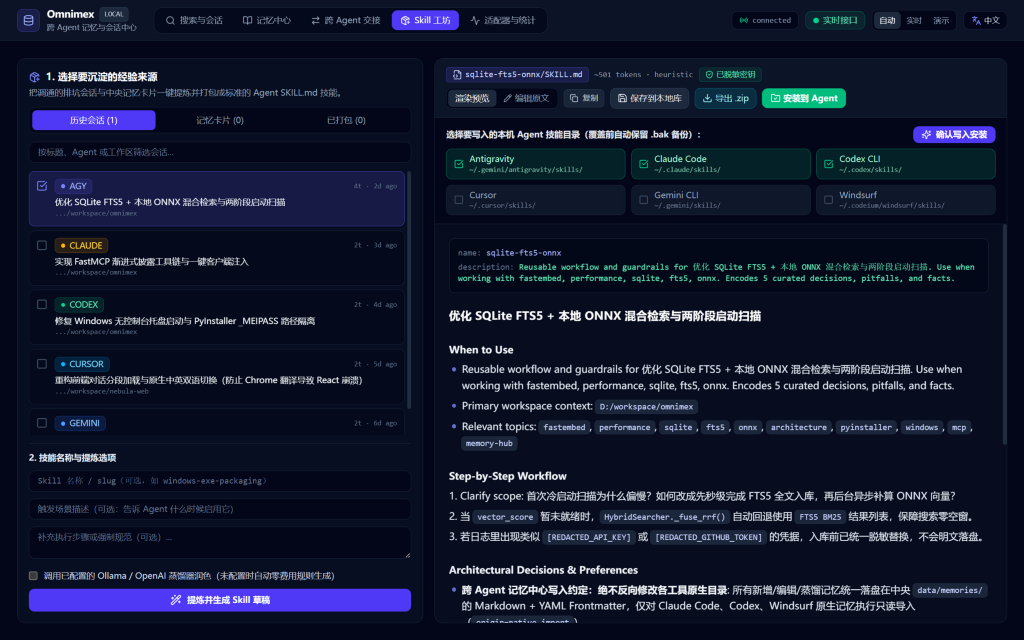 Omnimex LOCAL
跨 Agent 记忆与会话中心
搜索与会话
记忆中心
跨 Agent 交接
Skill 工坊
适配器与统计
connected
实时接口
自动 实时 演示
中文
1. 选择要沉淀的经验来源
把调通的排坑会话与中央记忆卡片一键提炼并打包成标准的 Agent SKILL.md 技能。
历史会话 (1)
记忆卡片 (0)
已打包 (0)
按标题、Agent 或工作区筛选会话...
AGY 4t · 2d ago
优化 SQLite FTS5 + 本地 ONNX 混合检索与两阶段启动扫描
.../workspace/omnimex
CLAUDE 2t · 3d ago
实现 FastMCP 渐进式披露工具链与一键客户端注入
.../workspace/omnimex
CODEX 2t · 4d ago
修复 Windows 无控制台托盘启动与 PyInstaller _MEIPASS 路径隔离
.../workspace/omnimex
CURSOR 2t · 5d ago
重构前端对话分段加载与原生中英双语切换（防止 Chrome 翻译导致 React 崩溃）
.../workspace/nebula-web
GEMINI 2t · 6d ago
2. 技能名称与提炼选项
Skill 名称 / slug（可选，如 windows-exe-packaging）
触发场景描述（可选：告诉 Agent 什么时候启用它）
补充执行步骤或强制规范（可选）...
调用已配置的 Ollama / OpenAI 蒸馏器润色（未配置时自动零费用规则生成）
提炼并生成 Skill 草稿
sqlite-fts5-onnx/SKILL.md ~501 tokens · heuristic 已脱敏密钥
渲染预览 编辑原文 复制 保存到本地库 导出 .zip 安装到 Agent
选择要写入的本机 Agent 技能目录（覆盖前自动保留 .bak 备份）：
确认写入安装
Antigravity
~/.gemini/antigravity/skills/
Claude Code
~/.claude/skills/
Codex CLI
~/.codex/skills/
Cursor
~/.cursor/skills/
Gemini CLI
~/.gemini/skills/
Windsurf
~/.codeium/windsurf/skills/
name: sqlite-fts5-onnx
description: Reusable workflow and guardrails for 优化 SQLite FTS5 + 本地 ONNX 混合检索与两阶段启动扫描. Use when
working with fastembed, performance, sqlite, fts5, onnx. Encodes 5 curated decisions, pitfalls, and facts.
优化 SQLite FTS5 + 本地 ONNX 混合检索与两阶段启动扫描
When to Use
Reusable workflow and guardrails for 优化 SQLite FTS5 + 本地 ONNX 混合检索与两阶段启动扫描. Use when
working with fastembed, performance, sqlite, fts5, onnx. Encodes 5 curated decisions, pitfalls, and facts.
Primary workspace context: D:/workspace/omnimex
Relevant topics: fastembed, performance, sqlite, fts5, onnx, architecture, pyinstaller, windows, mcp,
memory-hub
Step-by-Step Workflow
1. Clarify scope: 首次冷启动扫描为什么偏慢？如何改成先秒级完成 FTS5 全文入库，再后台异步补算 ONNX 向量？
2. 当 vector_score 暂未就绪时，HybridSearcher._fuse_rrf() 自动回退使用 FTS5 BM25 结果列表，保障搜索零空窗。
3. 若日志里出现类似 [REDACTED_API_KEY] 或 [REDACTED_GITHUB_TOKEN] 的凭据，入库前已统一脱敏替换，不会明文落盘。
Architectural Decisions & Preferences
跨 Agent 记忆中心写入约定：绝不反向修改各工具原生目录: 所有新增/编辑/蒸馏记忆统一落盘在中央 data/memories/
的 Markdown + YAML Frontmatter，仅对 Claude Code、Codex、Windsurf 原生记忆执行只读导入
（origin=native_import）